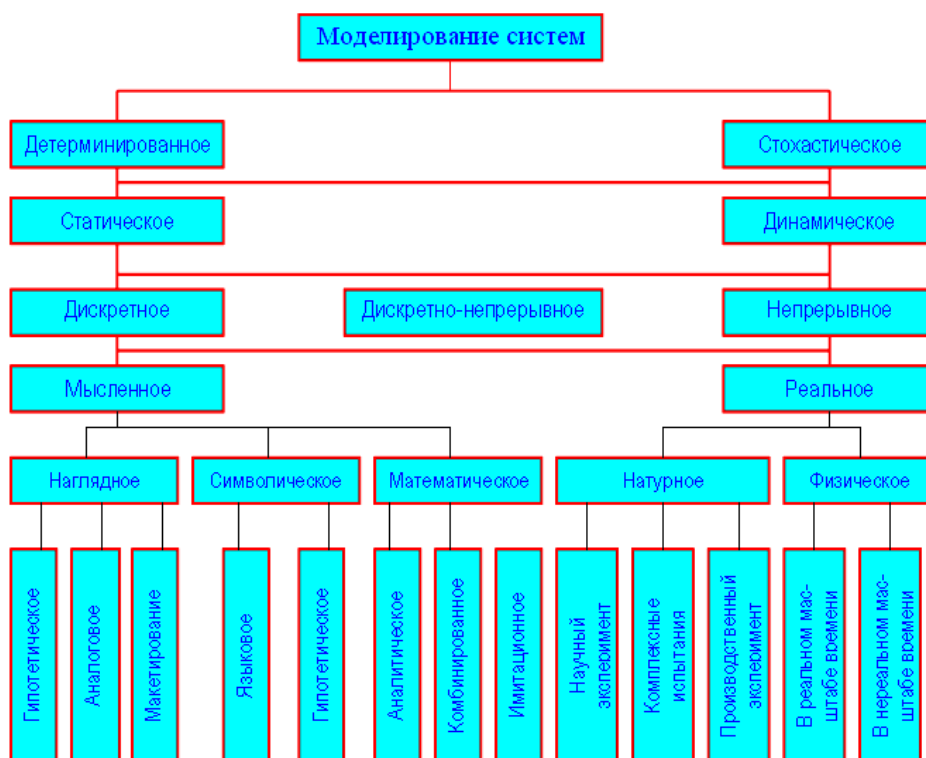 Моделирование систем
Детерминированное
Стохастическое
Статическое
Динамическое
Дискретное
Дискретно-непрерывное
Непрерывное
Мысленное
Реальное
Наглядное
Символическое
Математическое
Натурное
Физическое
Гипотетическое
Аналоговое
Макетирование
Языковое
Гипотетическое
Аналитическое
Комбинированное
Имитационное
Научный
эксперимент
Комплексные
испытания
Производственный
эксперимент
В реальном мас-
штабе времени
В нереальном мас-
штабе времени